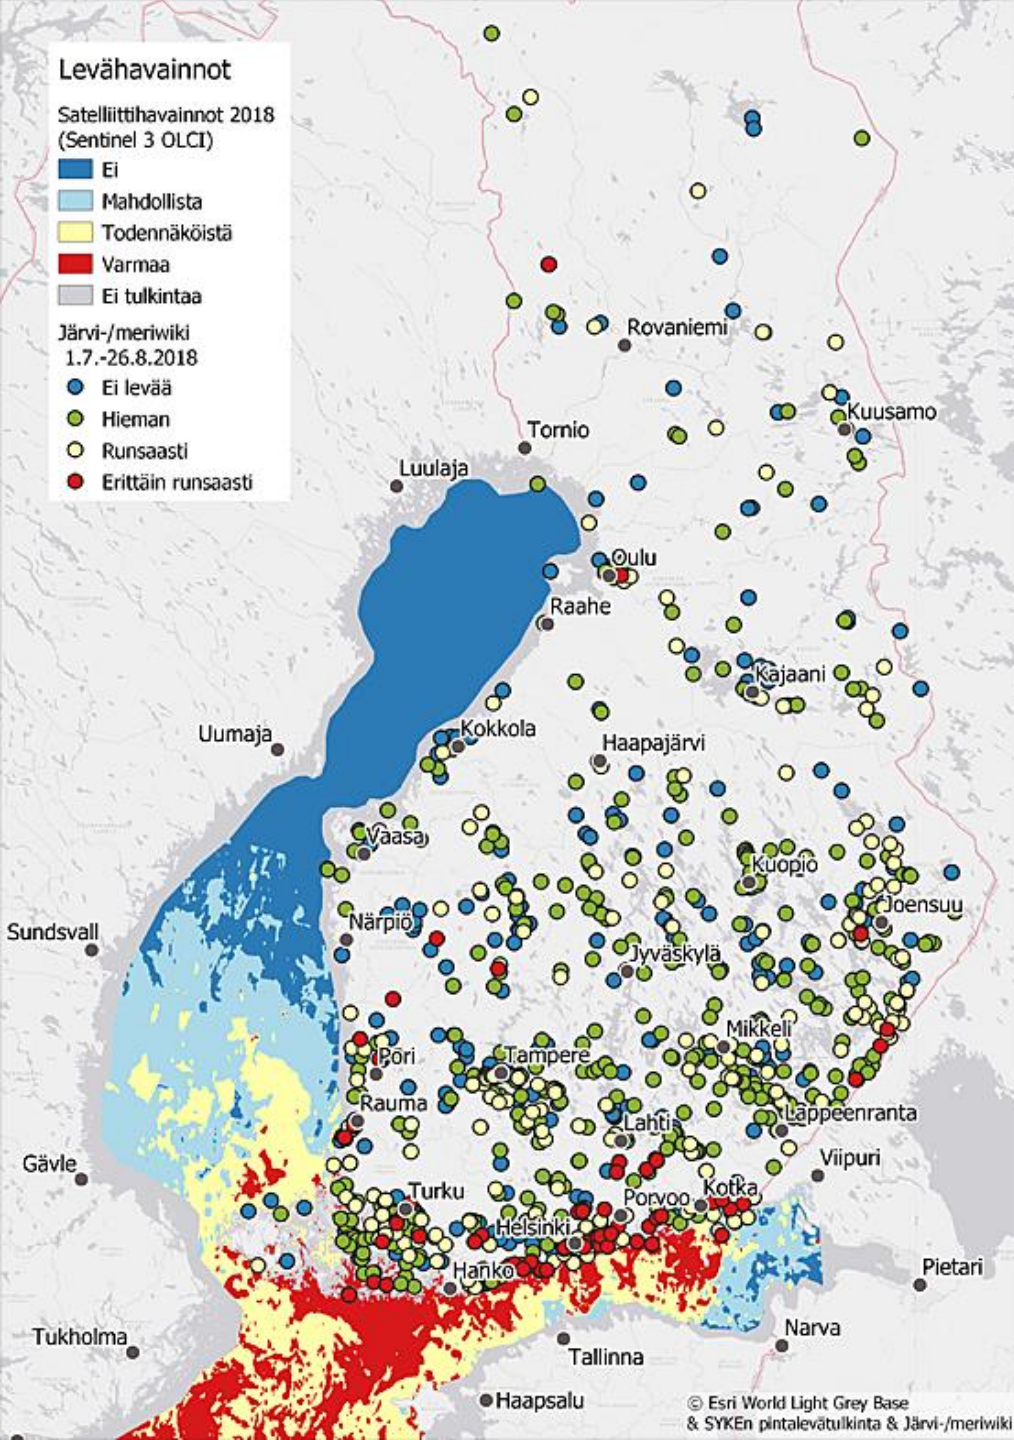 Levähavainnot
Satelliittihavainnot 2018
(Sentinel 3 OLCI)
Ei
Mahdollista
Todennäköistä
Varmaa
Ei tulkintaa
Järvi-/meriwiki
1.7.-26.8.2018
Ei levää
Hieman
Runsaasti
Erittäin runsaasti
Rovaniemi
Kuusamo
Tornio
Luulaja
Oulu
Raahe
Kajaani
Uumaja
Kokkola
Haapajärvi
Vaasa
Kuopio
Joensuu
Närpiö
Sundsvall
Jyväskylä
Mikkeli
Tampere
Pori
Rauma
Lahti
Lappeenranta
Gävle
Viipuri
Turku
Porvoo
Kotka
Helsinki
Hanko
Pietari
Tukholma
Narva
Tallinna
Haapsalu
© Esri World Light Grey Base
& SYKEn pintalevätulkinta & Järvi-/meriwiki